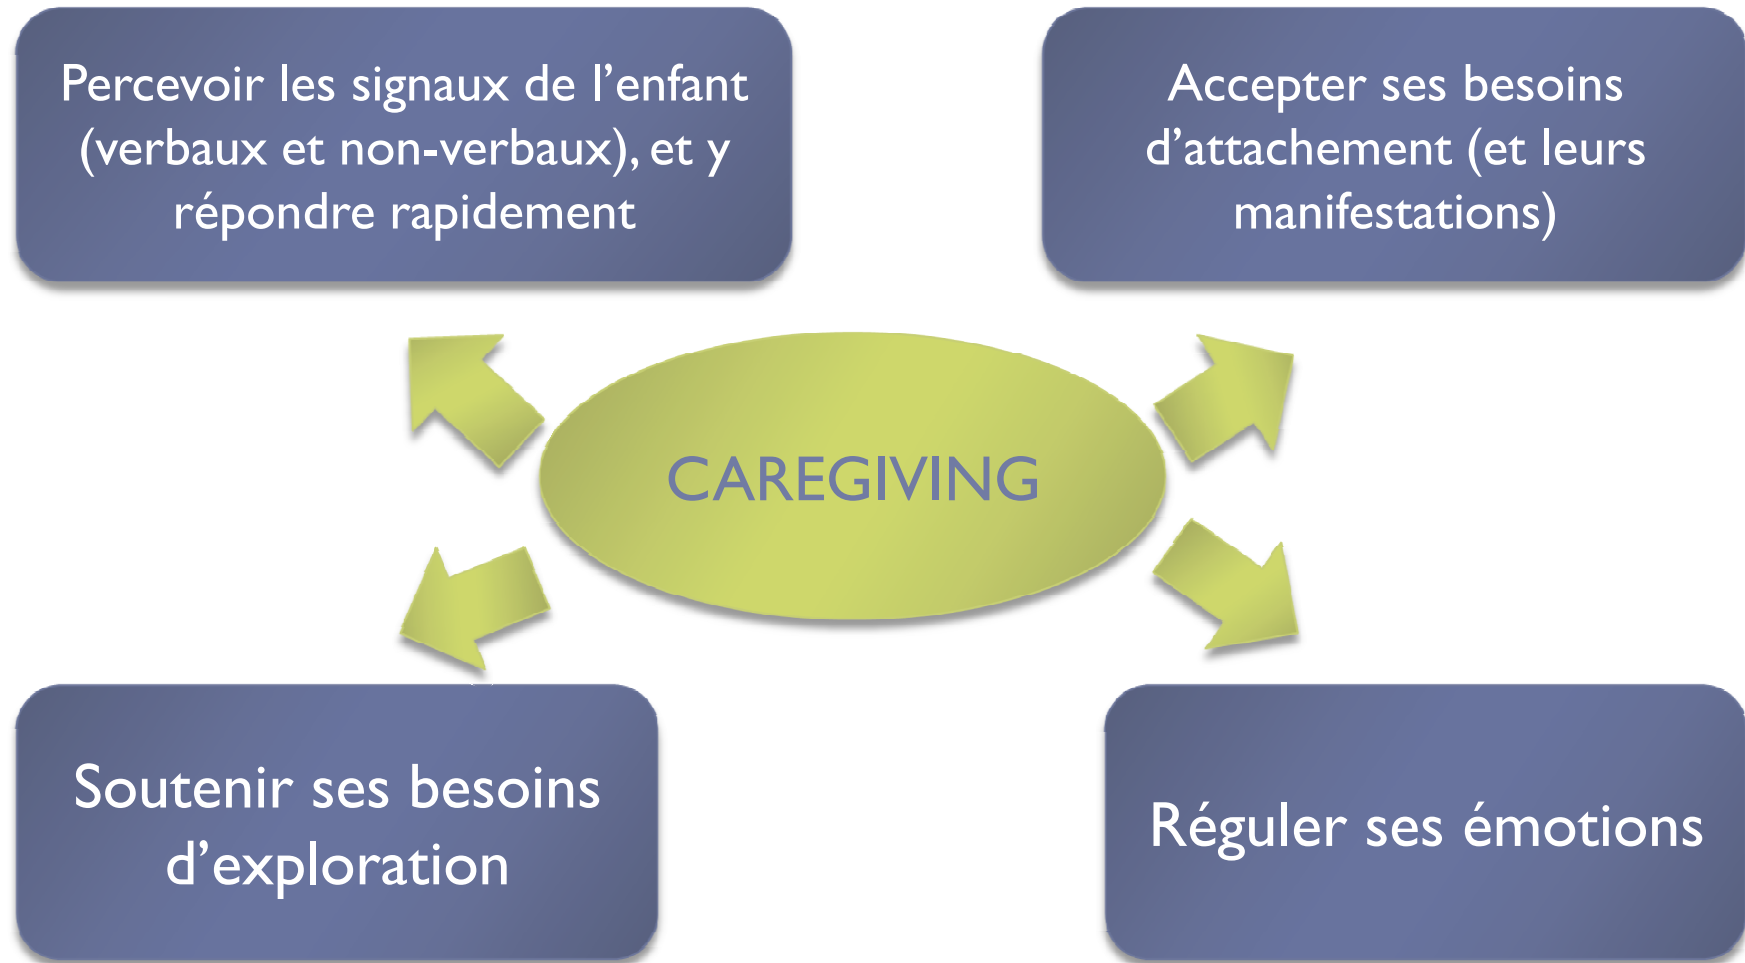 Percevoir les signaux de l’enfant
(verbaux et non-verbaux), et y
répondre rapidement
Accepter ses besoins
d’attachement (et leurs
manifestations)
CAREGIVING
Soutenir ses besoins
d’exploration
Réguler ses émotions